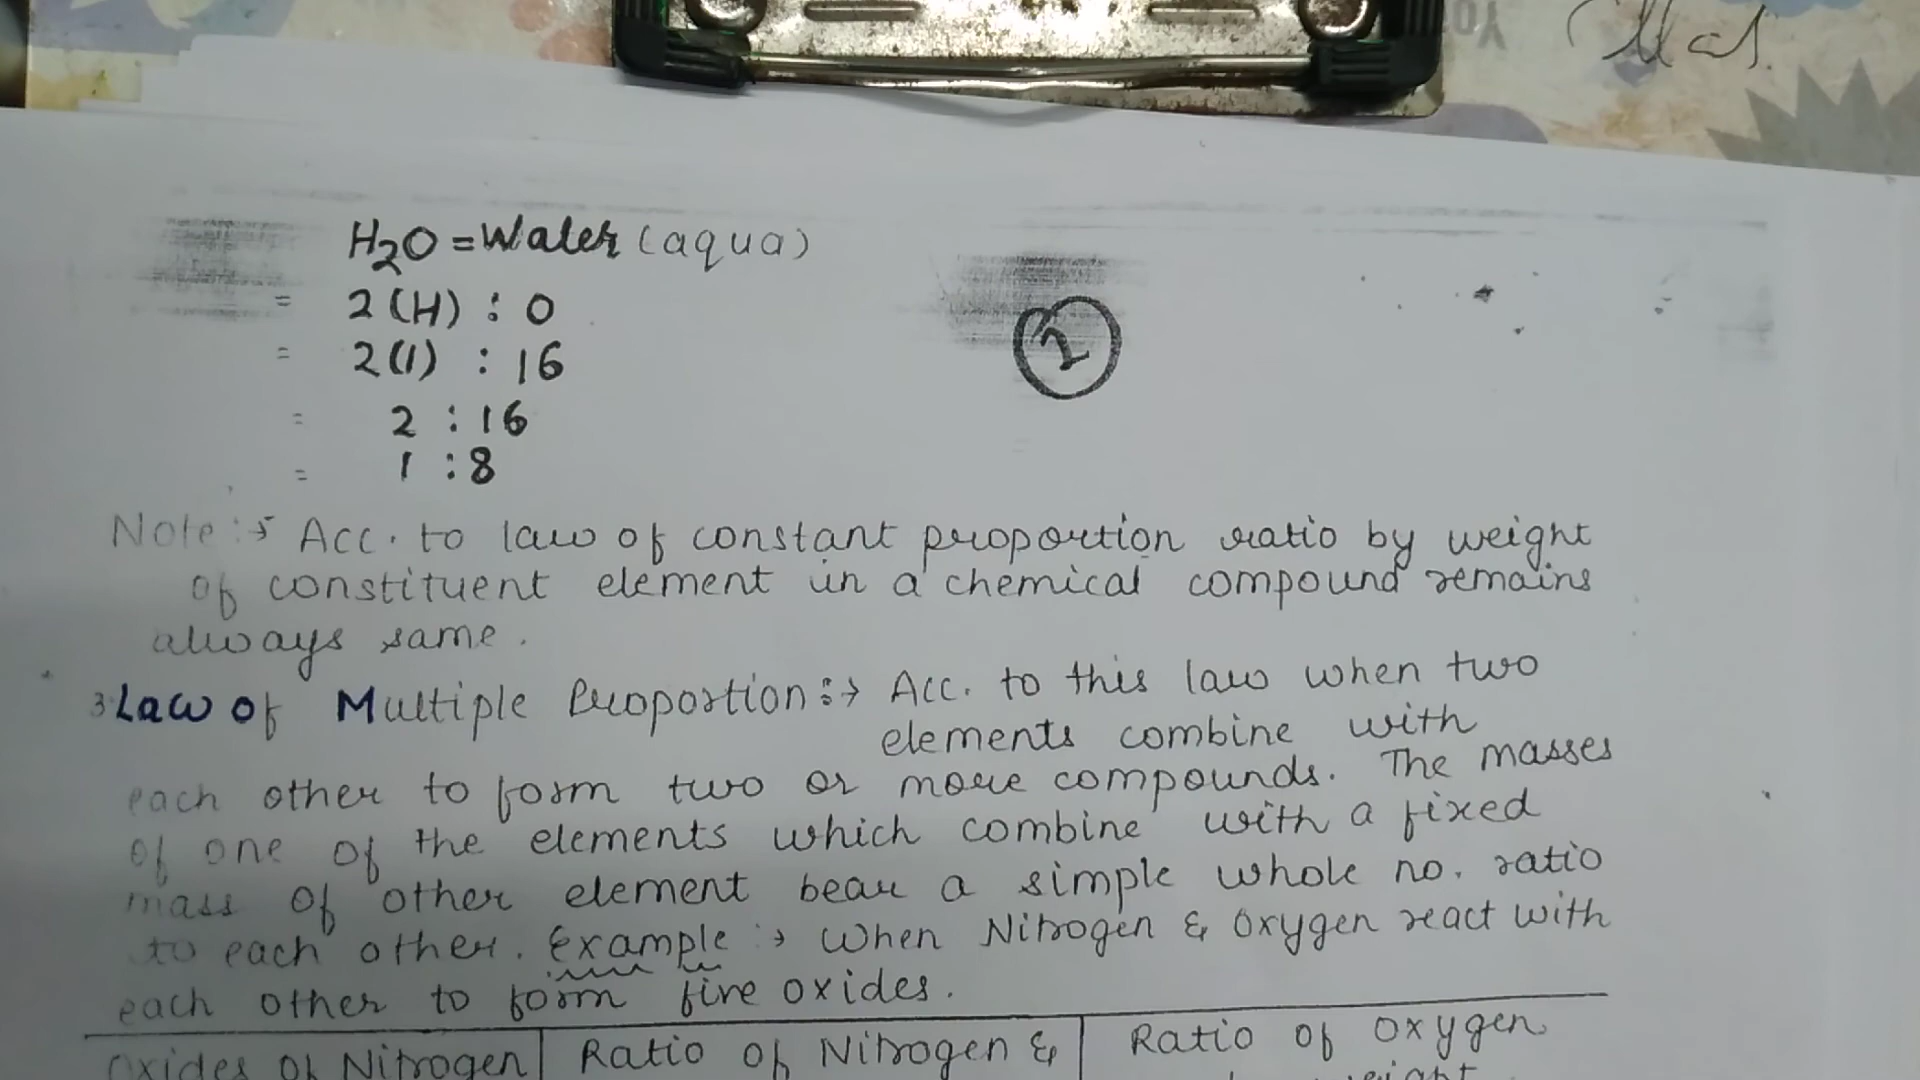 H₂O = Water (aqua)
= 2(H) : O
= 2(1) : 16
= 2 : 16
= 1 : 8
2
Note :→ Acc. to law of constant proportion ratio by weight
of constituent element in a chemical compound remains
always same.
3. Law of Multiple Proportion :→ Acc. to this law when two
elements combine with
each other to form two or more compounds. The masses
of one of the elements which combine with a fixed
mass of other element bear a simple whole no. ratio
to each other. Example :→ When Nitrogen & Oxygen react with
each other to form five oxides.
Oxides of Nitrogen | Ratio of Nitrogen & | Ratio of Oxygen